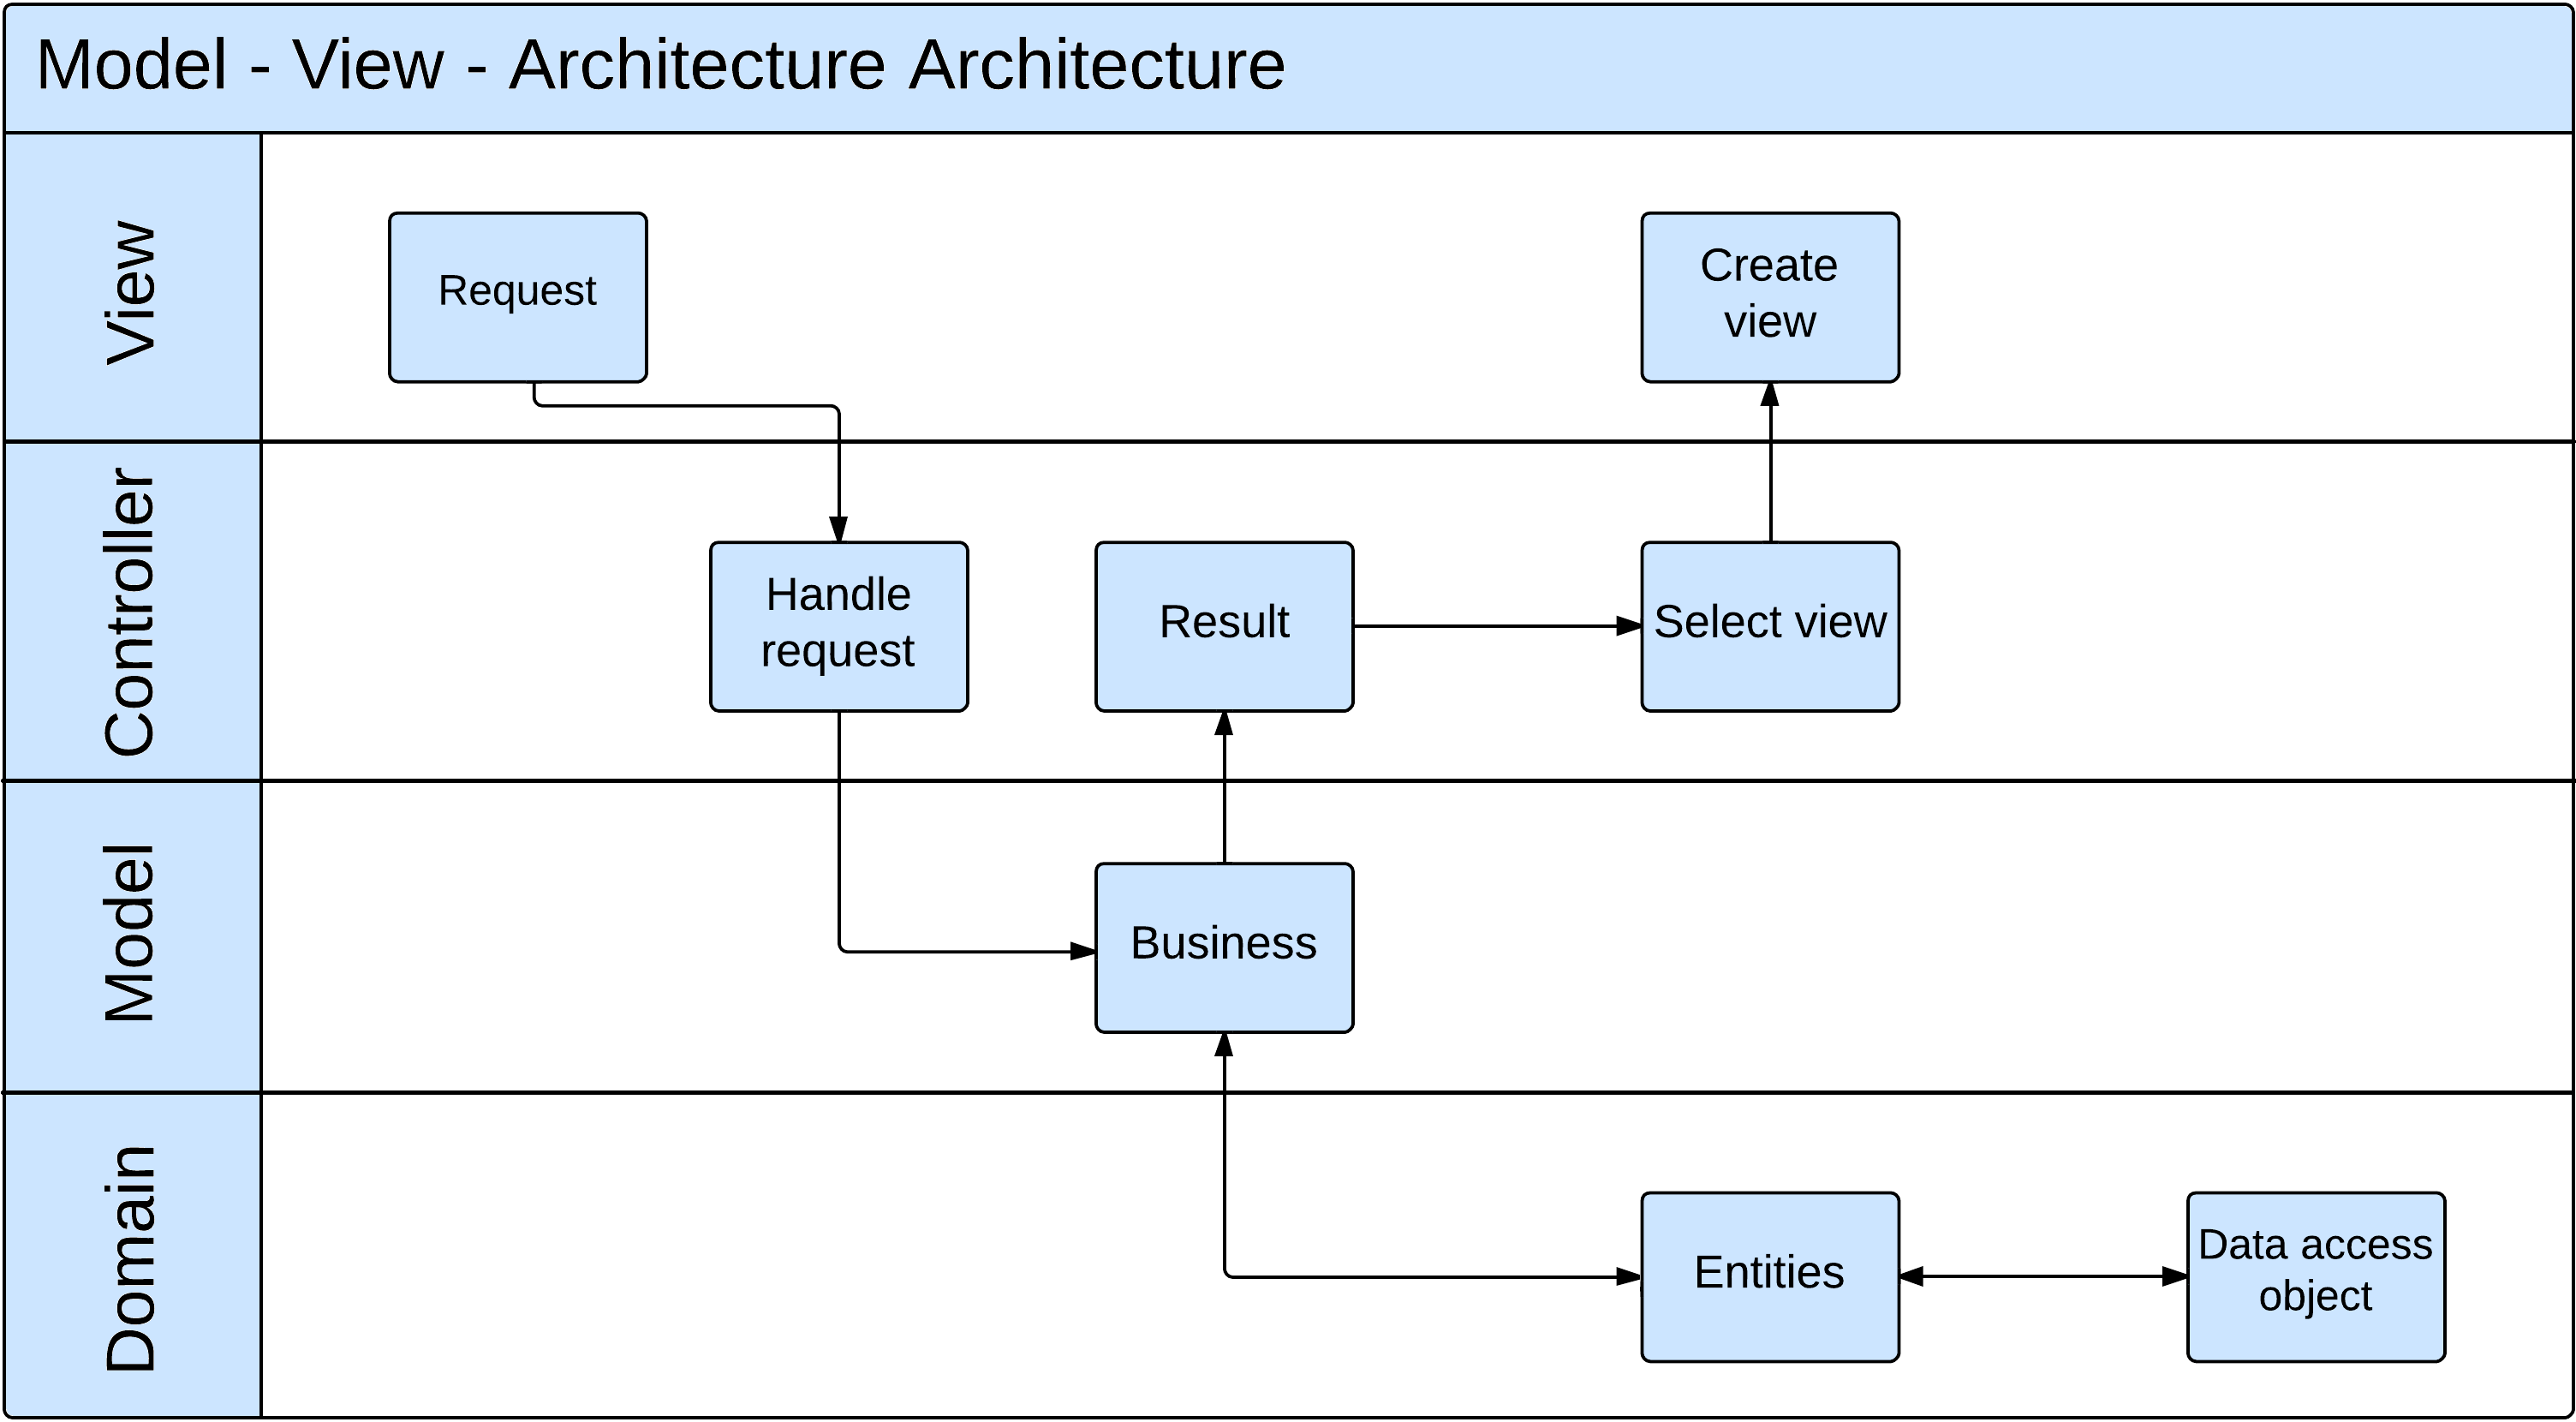 Model - View - Architecture Architecture
View
Request
Create
view
Controller
Handle
request
Result
Select view
Model
Business
Domain
Entities
Data access
object